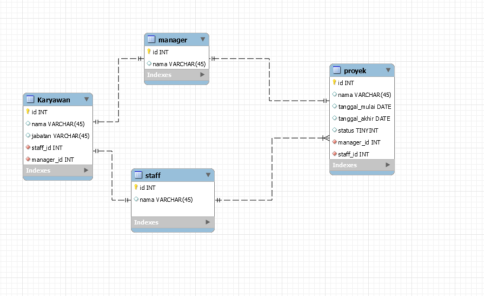 manager
id INT
nama VARCHAR(45)
Indexes
Karyawan
id INT
nama VARCHAR(45)
jabatan VARCHAR(45)
staff_id INT
manager_id INT
Indexes
staff
id INT
nama VARCHAR(45)
Indexes
proyek
id INT
nama VARCHAR(45)
tanggal_mulai DATE
tanggal_akhir DATE
status TINYINT
manager_id INT
staff_id INT
Indexes